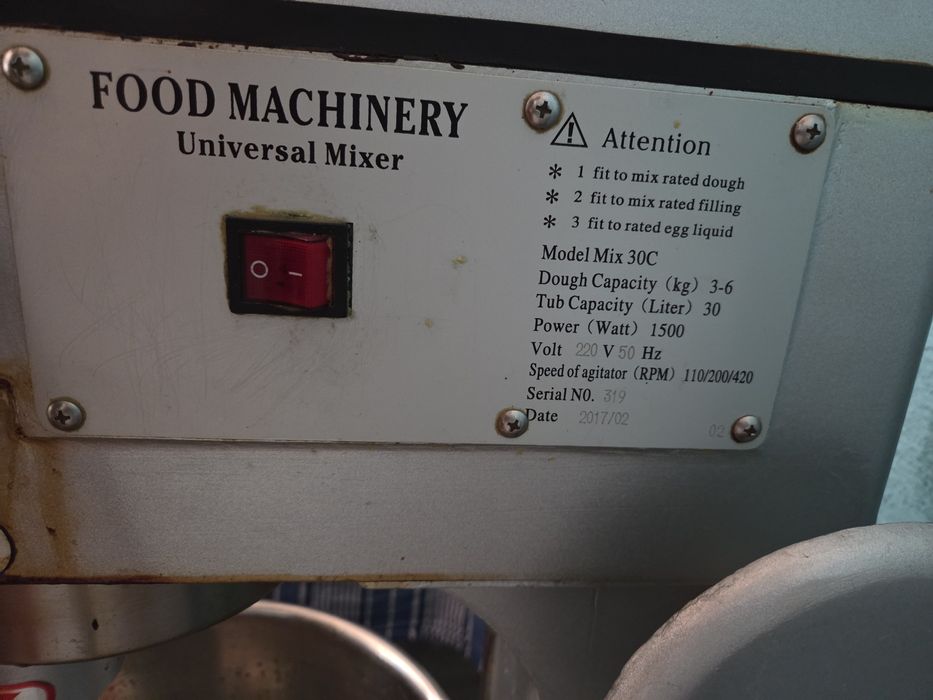 FOOD MACHINERY
Universal Mixer
O
Attention
* 1 fit to mix rated dough
* 2 fit to mix rated filling
* 3 fit to rated egg liquid
Model Mix 30C
Dough Capacity (kg) 3-6
Tub Capacity (Liter) 30
Power (Watt) 1500
Volt 220 V 50 Hz
Speed of agitator (RPM) 110/200/420
Serial N0. 319
Date 2017/02
02